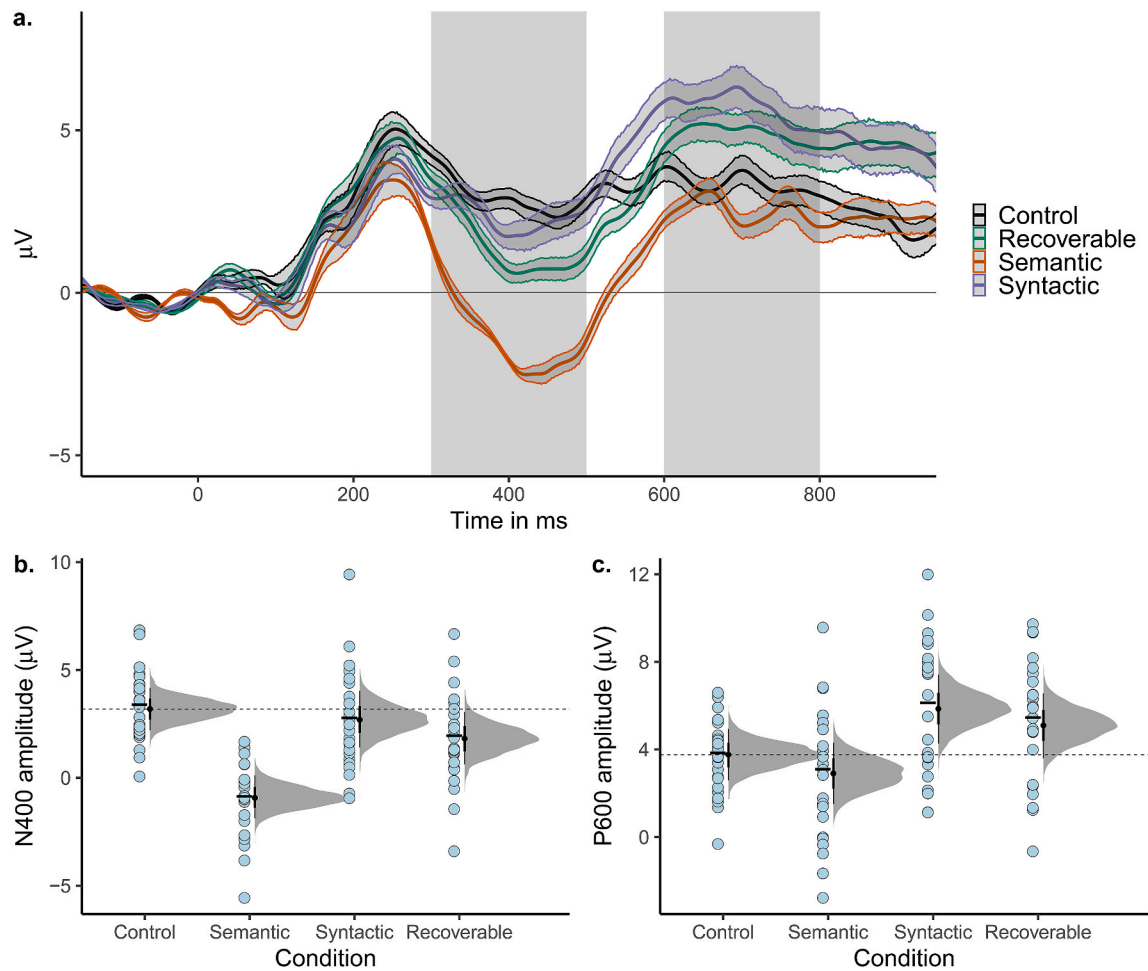 a.
μV
5
0
−5
0
200
400
600
800
Time in ms
Control
Recoverable
Semantic
Syntactic
b.
N400 amplitude (μV)
10
5
0
−5
Control
Semantic
Syntactic
Recoverable
Condition
c.
P600 amplitude (μV)
12
8
4
0
Control
Semantic
Syntactic
Recoverable
Condition